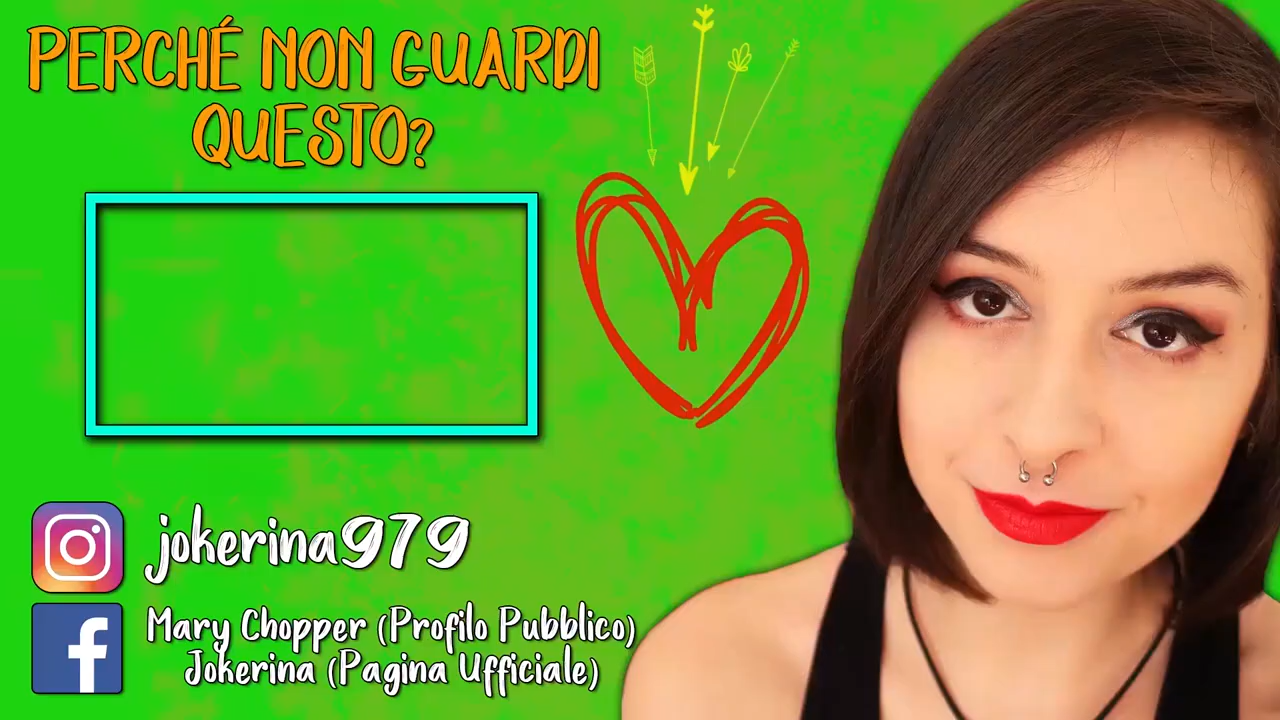 PERCHÉ NON GUARDI
QUESTO?
jokerina979
Mary Chopper (Profilo Pubblico)
Jokerina (Pagina Ufficiale)